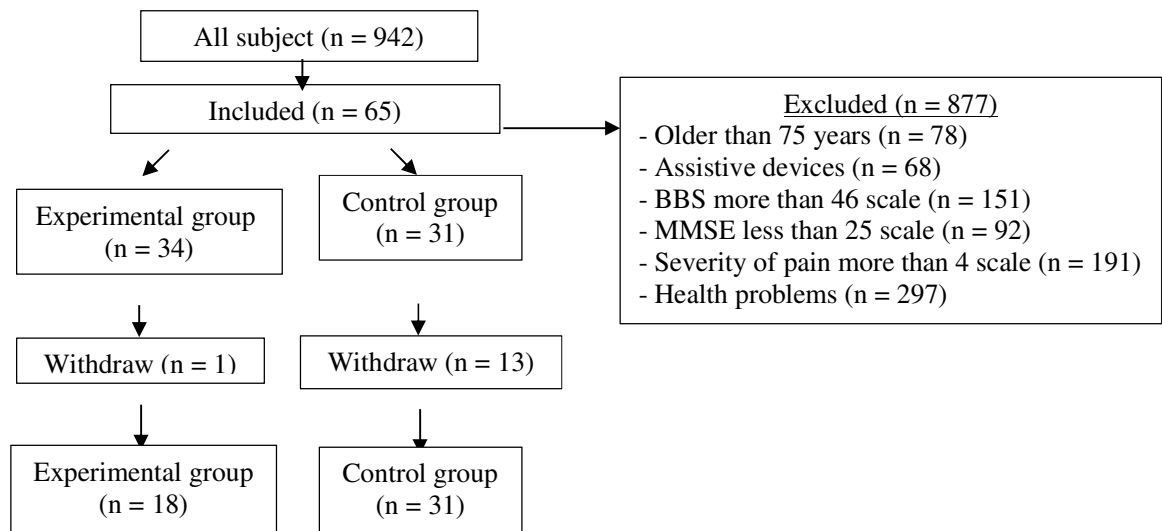 All subject (n = 942)
Included (n = 65)
Excluded (n = 877)
- Older than 75 years (n = 78)
- Assistive devices (n = 68)
- BBS more than 46 scale (n = 151)
- MMSE less than 25 scale (n = 92)
- Severity of pain more than 4 scale (n = 191)
- Health problems (n = 297)
Experimental group
(n = 34)
Control group
(n = 31)
Withdraw (n = 1)
Withdraw (n = 13)
Experimental group
(n = 18)
Control group
(n = 31)